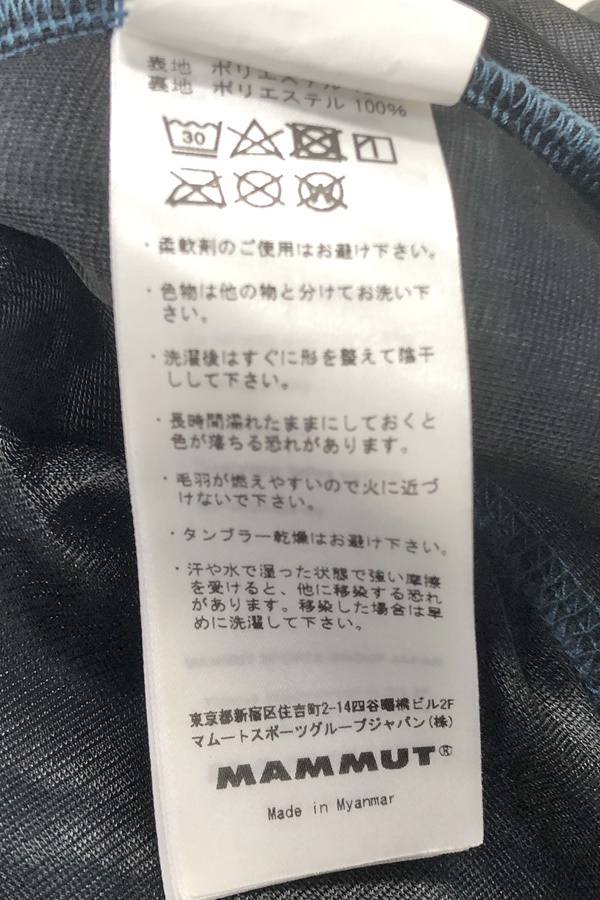 表地 ポリエステル
裏地 ポリエステル 100%
30
W
・柔軟剤のご使用はお避け下さい。
・色物は他の物と分けてお洗い下
さい。
・洗濯後はすぐに形を整えて陰干
しして下さい。
・長時間濡れたままにしておくと
色が落ちる恐れがあります。
・毛羽が燃えやすいので火に近づ
けないで下さい。
・タンブラー乾燥はお避け下さい。
・汗や水で湿った状態で強い摩擦
を受けると、他に移染する恐れ
があります。移染した場合は早
めに洗濯して下さい。
東京都新宿区住吉町2-14四谷曙橋ビル2F
マムートスポーツグループジャパン(株)
MAMMUT®
Made in Myanmar